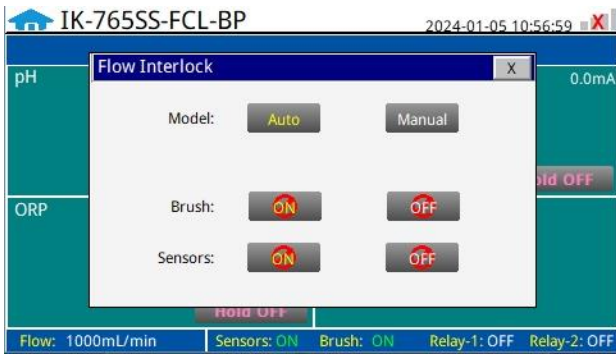 IK-765SS-FCL-BP
2024-01-05 10:56:59
Flow Interlock X
pH
0.0mA
Model: Auto Manual
Hold OFF
Brush: ON OFF
ORP
Sensors: ON OFF
Hold OFF
Flow: 1000mL/min Sensors: ON Brush: ON Relay-1: OFF Relay-2: OFF